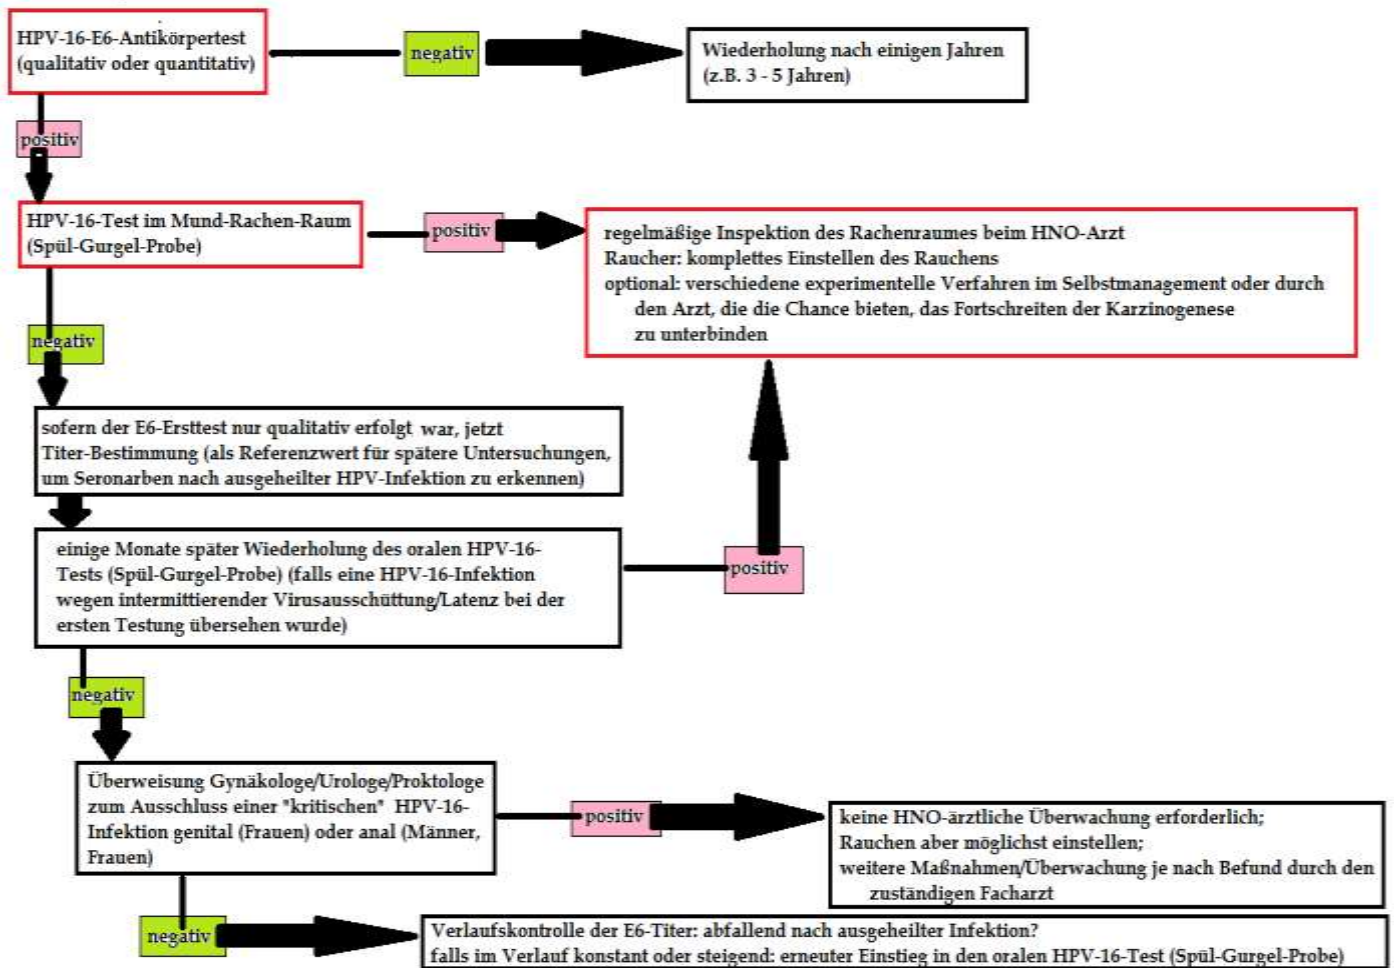 HPV-16-E6-Antikörpertest
(qualitativ oder quantitativ)
negativ
Wiederholung nach einigen Jahren
(z.B. 3 - 5 Jahren)
positiv
HPV-16-Test im Mund-Rachen-Raum
(Spül-Gurgel-Probe)
positiv
regelmäßige Inspektion des Rachenraumes beim HNO-Arzt
Raucher: komplettes Einstellen des Rauchens
optional: verschiedene experimentelle Verfahren im Selbstmanagement oder durch
den Arzt, die die Chance bieten, das Fortschreiten der Karzinogenese
zu unterbinden
negativ
sofern der E6-Ersttest nur qualitativ erfolgt war, jetzt
Titer-Bestimmung (als Referenzwert für spätere Untersuchungen,
um Seronarben nach ausgeheilter HPV-Infektion zu erkennen)
einige Monate später Wiederholung des oralen HPV-16-
Tests (Spül-Gurgel-Probe) (falls eine HPV-16-Infektion
wegen intermittierender Virusausschüttung/Latenz bei der
ersten Testung übersehen wurde)
positiv
negativ
Überweisung Gynäkologe/Urologe/Proktologe
zum Ausschluss einer "kritischen" HPV-16-
Infektion genital (Frauen) oder anal (Männer,
Frauen)
positiv
keine HNO-ärztliche Überwachung erforderlich;
Rauchen aber möglichst einstellen;
weitere Maßnahmen/Überwachung je nach Befund durch den
zuständigen Facharzt
negativ
Verlaufskontrolle der E6-Titer: abfallend nach ausgeheilter Infektion?
falls im Verlauf konstant oder steigend: erneuter Einstieg in den oralen HPV-16-Test (Spül-Gurgel-Probe)